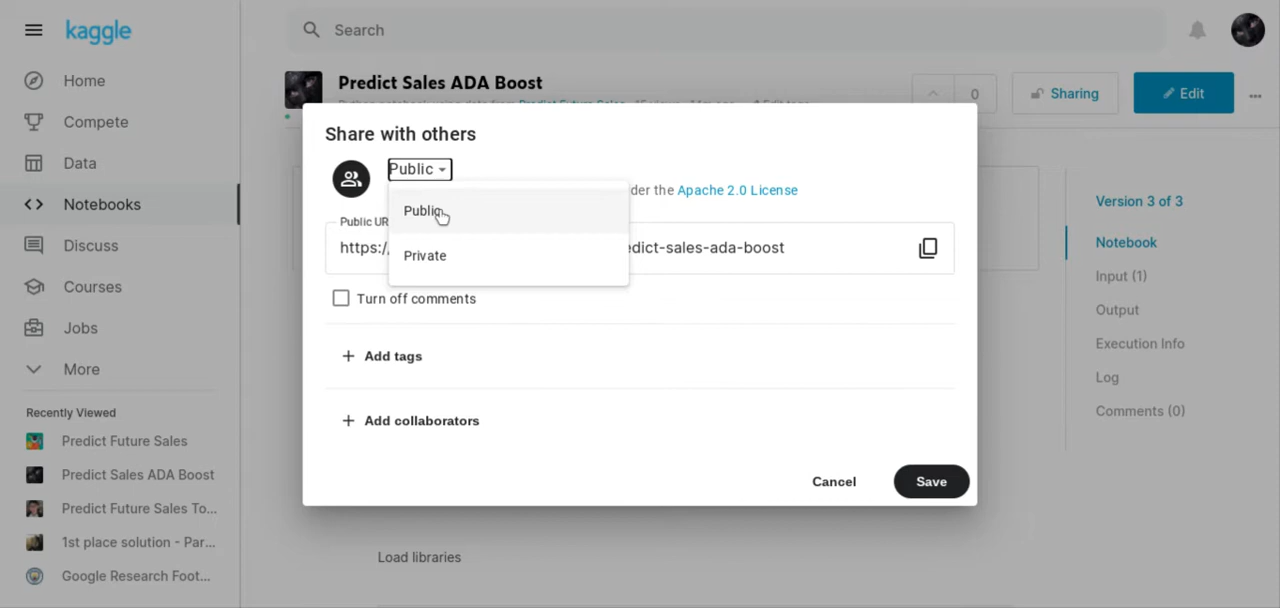 kaggle
Search
Home
Compete
Data
Notebooks
Discuss
Courses
Jobs
More
Recently Viewed
Predict Future Sales
Predict Sales ADA Boost
Predict Future Sales To...
1st place solution - Par...
Google Research Foot...
Predict Sales ADA Boost
0
Sharing
Edit
...
Share with others
Public
Public
Private
the Apache 2.0 License
Public
https:/
-sales-ada-boost
Turn off comments
+ Add tags
+ Add collaborators
Cancel
Save
Version 3 of 3
Notebook
Input (1)
Output
Execution Info
Log
Comments (0)
Load libraries